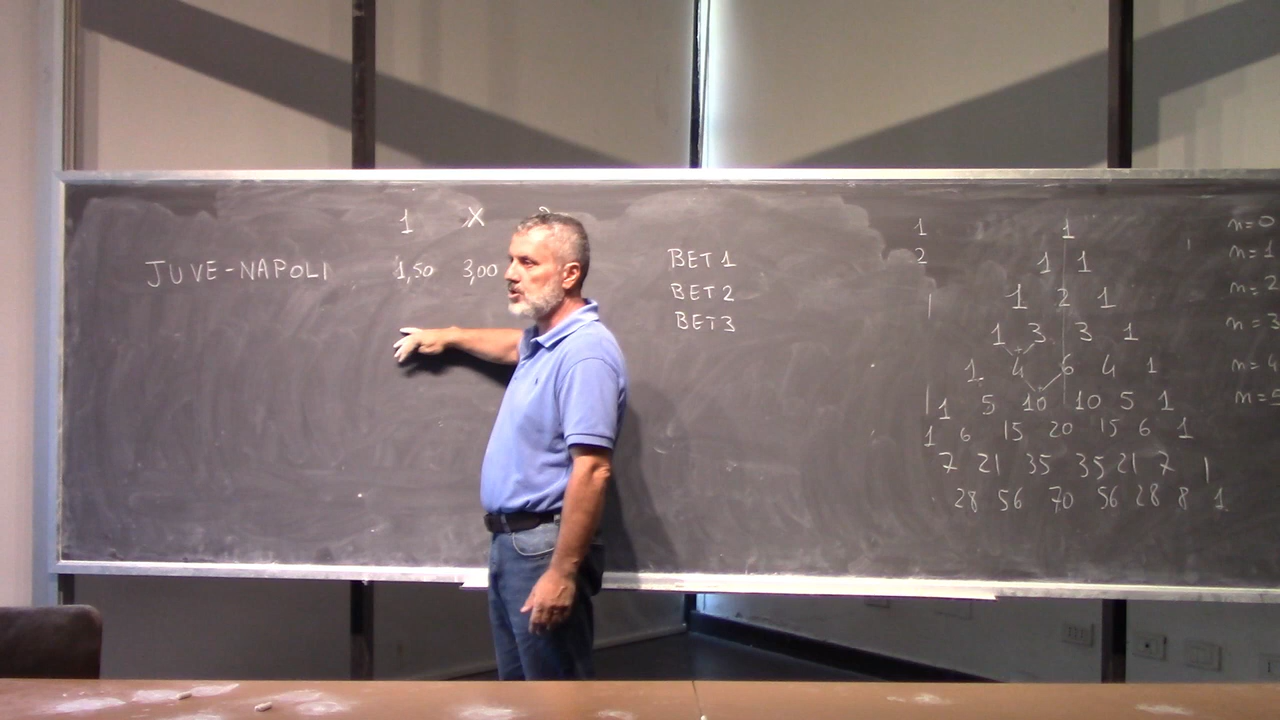 1 X
JUVE-NAPOLI 1,50 3,00
BET 1
BET 2
BET 3
1
2
1
1 1
1 2 1
1 3 3 1
1 4 6 4 1
1 5 10 10 5 1
1 6 15 20 15 6 1
7 21 35 35 21 7 1
28 56 70 56 28 8 1
n=0
n=1
n=2
n=3
n=4
n=5